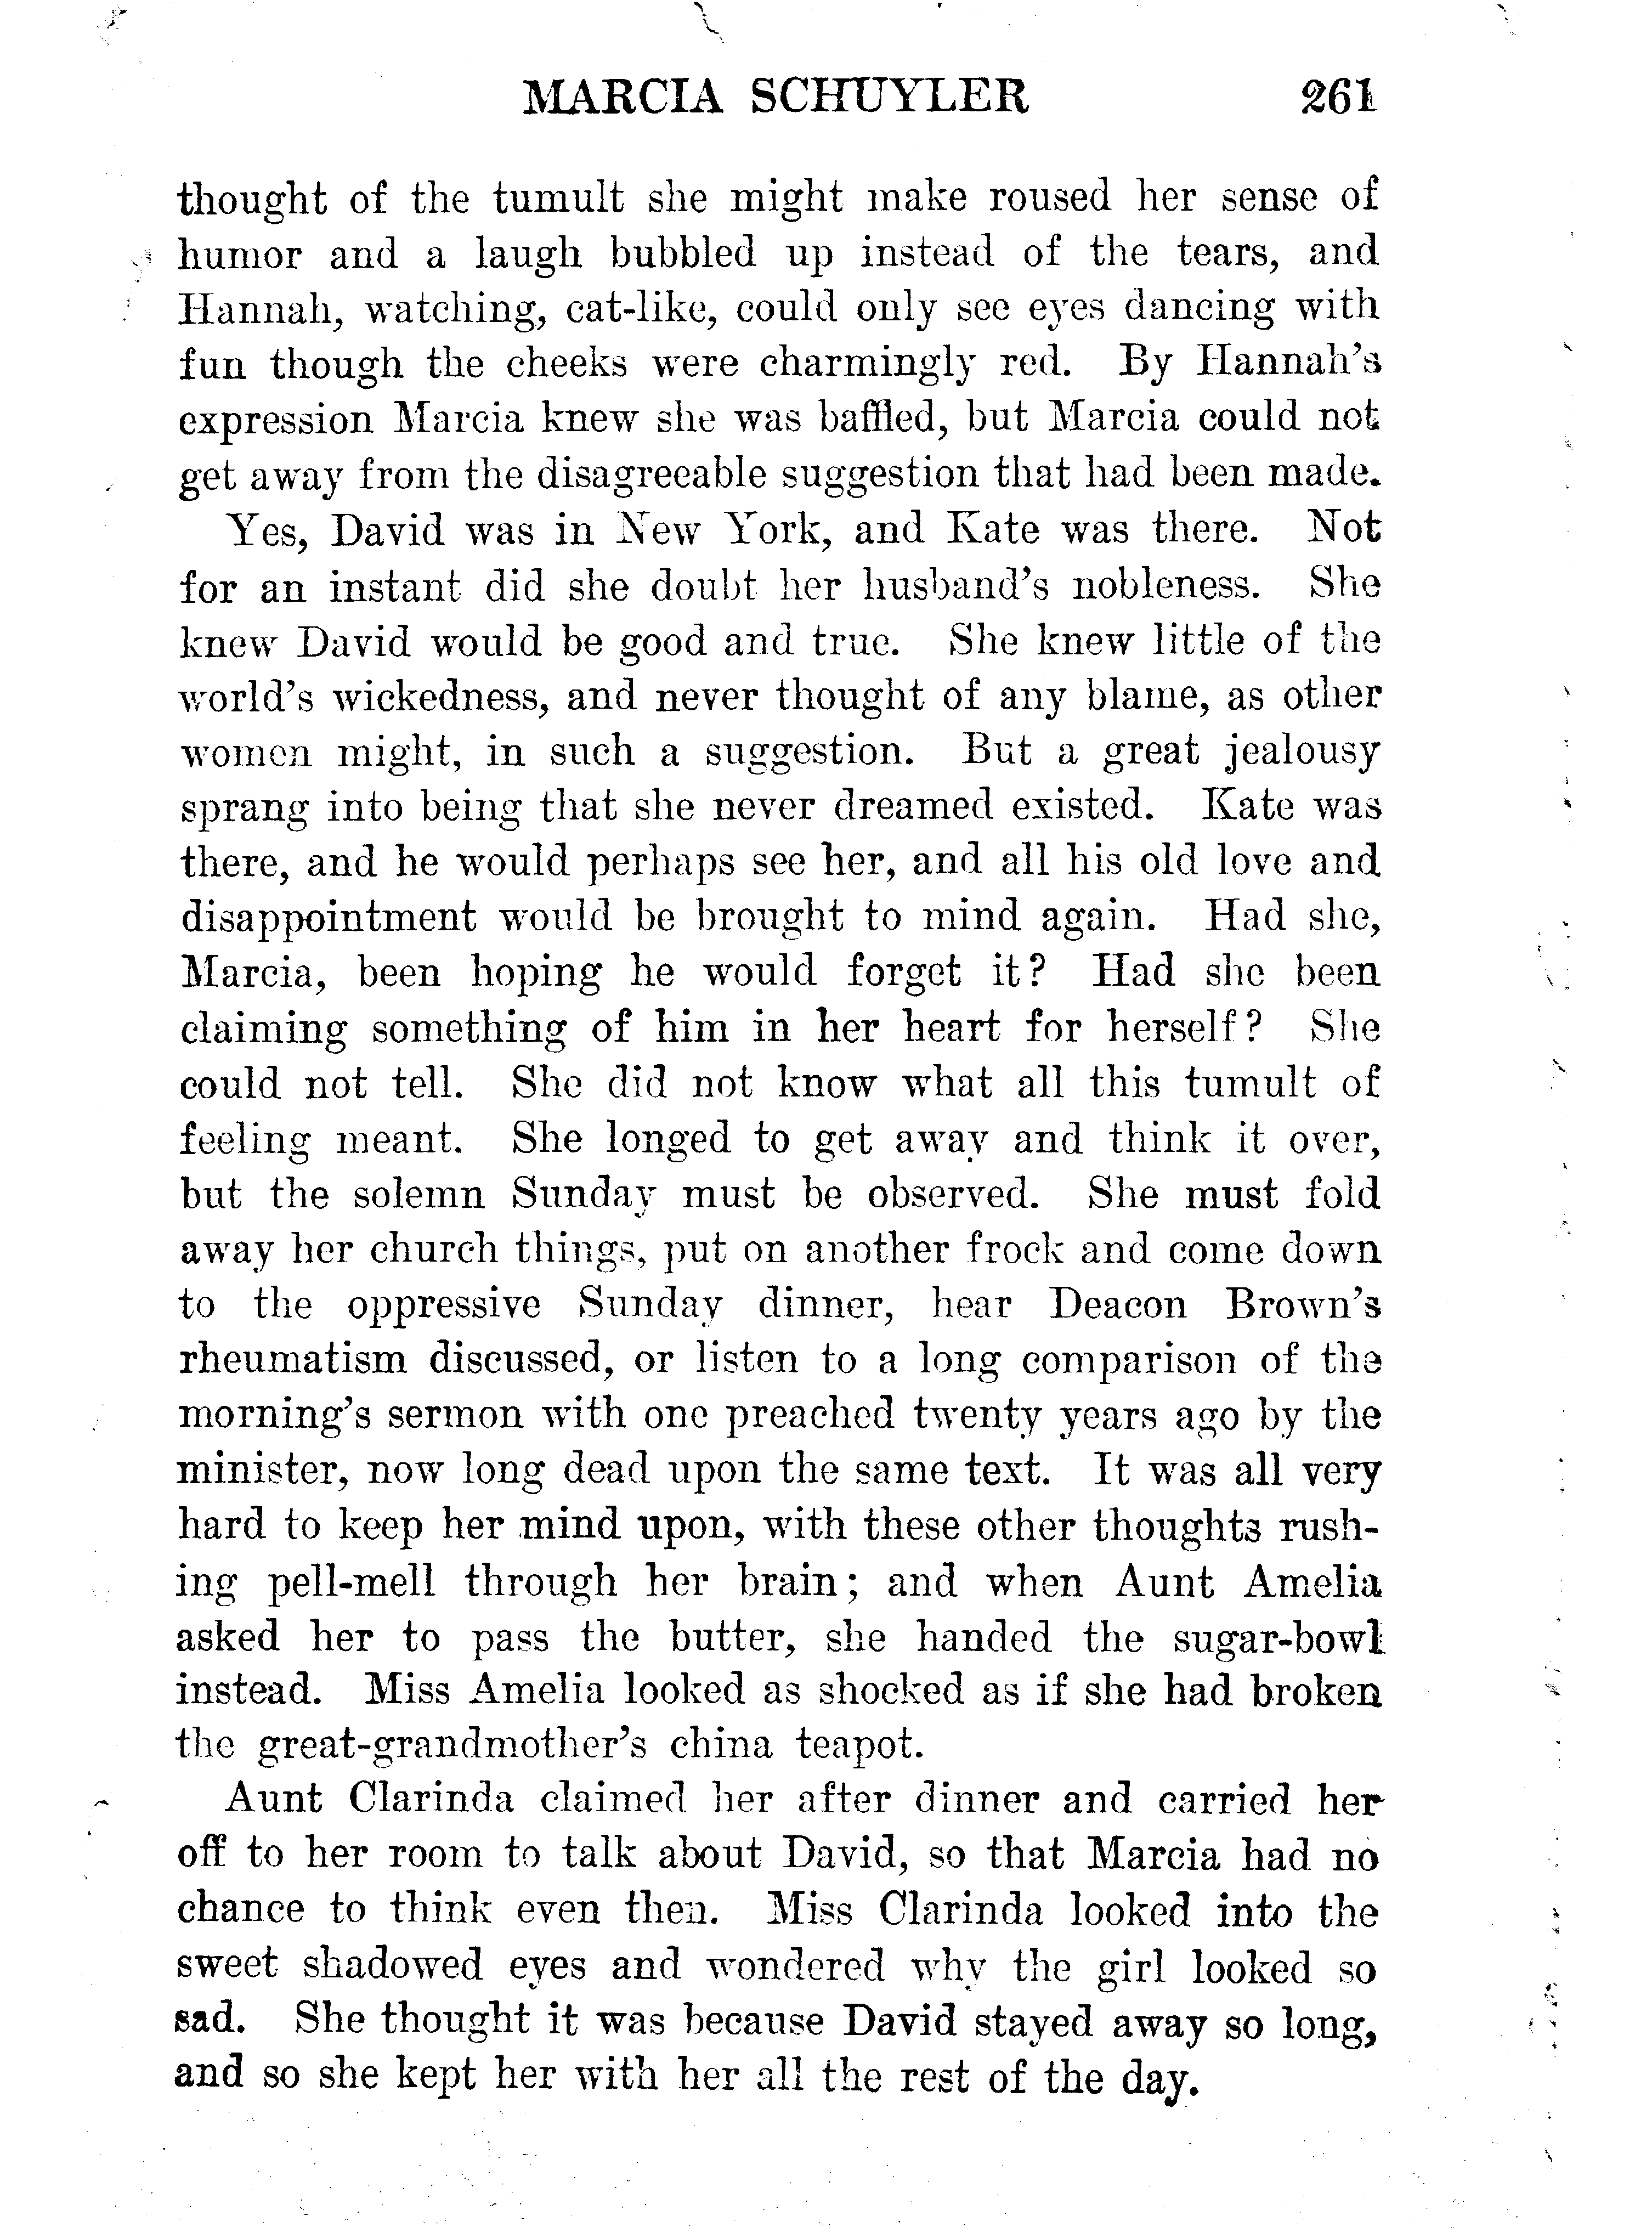 MARCIA SCHUYLER 261
thought of the tumult she might make roused her sense of
humor and a laugh bubbled up instead of the tears, and
Hannah, watching, cat-like, could only see eyes dancing with
fun though the cheeks were charmingly red. By Hannah's
expression Marcia knew she was baffled, but Marcia could not
get away from the disagreeable suggestion that had been made.
Yes, David was in New York, and Kate was there. Not
for an instant did she doubt her husband's nobleness. She
knew David would be good and true. She knew little of the
world's wickedness, and never thought of any blame, as other
women might, in such a suggestion. But a great jealousy
sprang into being that she never dreamed existed. Kate was
there, and he would perhaps see her, and all his old love and
disappointment would be brought to mind again. Had she,
Marcia, been hoping he would forget it? Had she been
claiming something of him in her heart for herself? She
could not tell. She did not know what all this tumult of
feeling meant. She longed to get away and think it over,
but the solemn Sunday must be observed. She must fold
away her church things, put on another frock and come down
to the oppressive Sunday dinner, hear Deacon Brown's
rheumatism discussed, or listen to a long comparison of the
morning's sermon with one preached twenty years ago by the
minister, now long dead upon the same text. It was all very
hard to keep her mind upon, with these other thoughts rush-
ing pell-mell through her brain; and when Aunt Amelia
asked her to pass the butter, she handed the sugar-bowl
instead. Miss Amelia looked as shocked as if she had broken
the great-grandmother's china teapot.
Aunt Clarinda claimed her after dinner and carried her
off to her room to talk about David, so that Marcia had no
chance to think even then. Miss Clarinda looked into the
sweet shadowed eyes and wondered why the girl looked so
sad. She thought it was because David stayed away so long,
and so she kept her with her all the rest of the day.